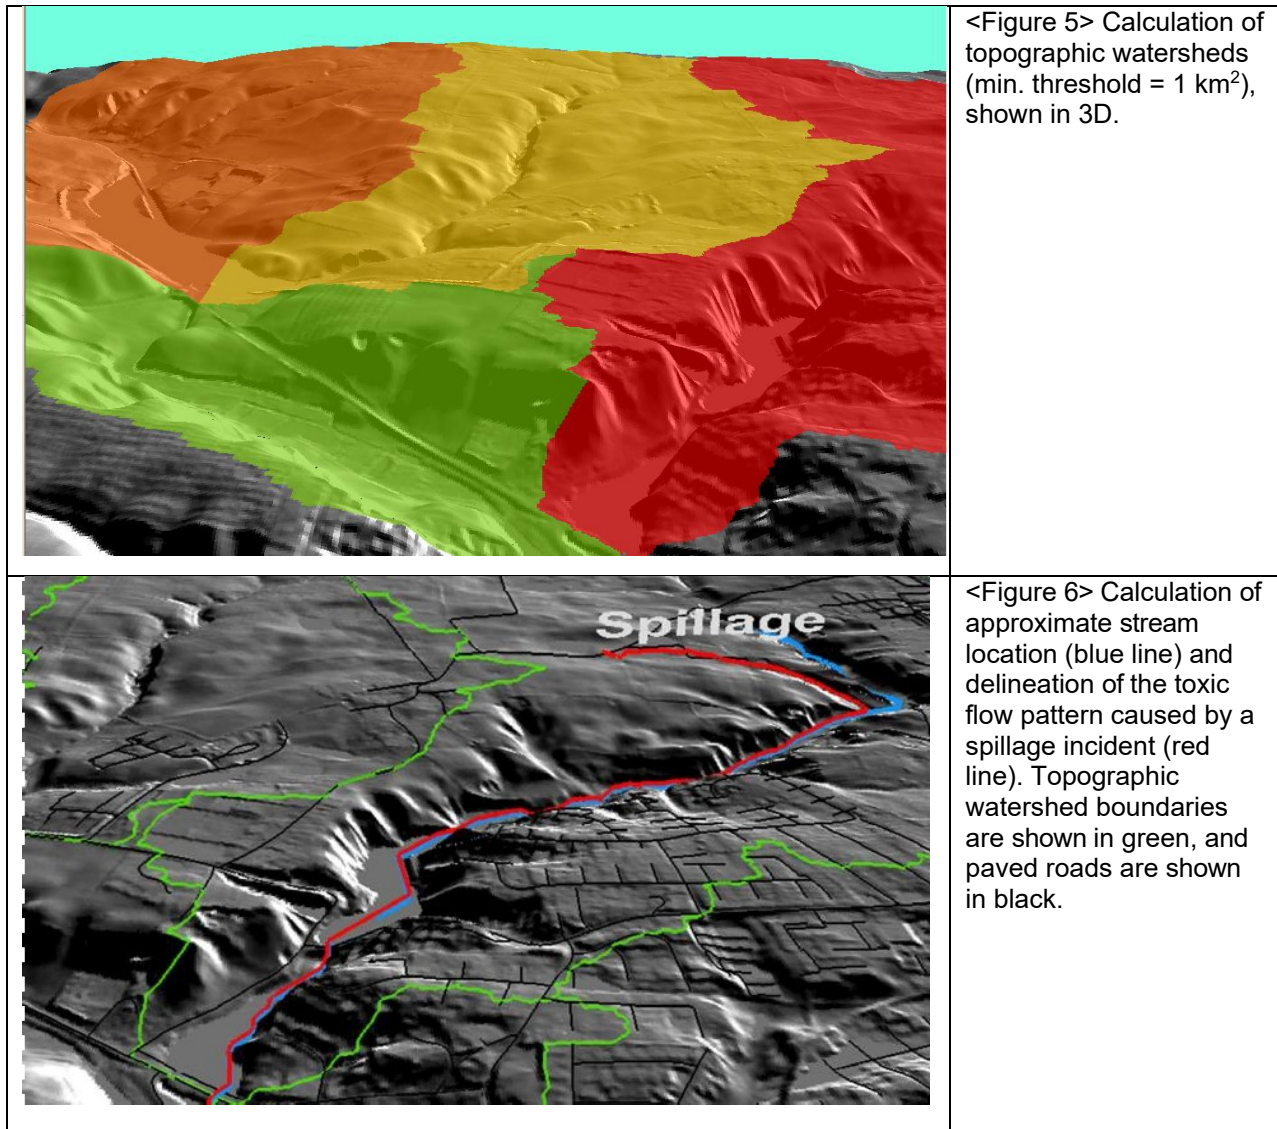 <Figure 5> Calculation of
topographic watersheds
(min. threshold = 1 km²),
shown in 3D.
Spillage
<Figure 6> Calculation of
approximate stream
location (blue line) and
delineation of the toxic
flow pattern caused by a
spillage incident (red
line). Topographic
watershed boundaries
are shown in green, and
paved roads are shown
in black.